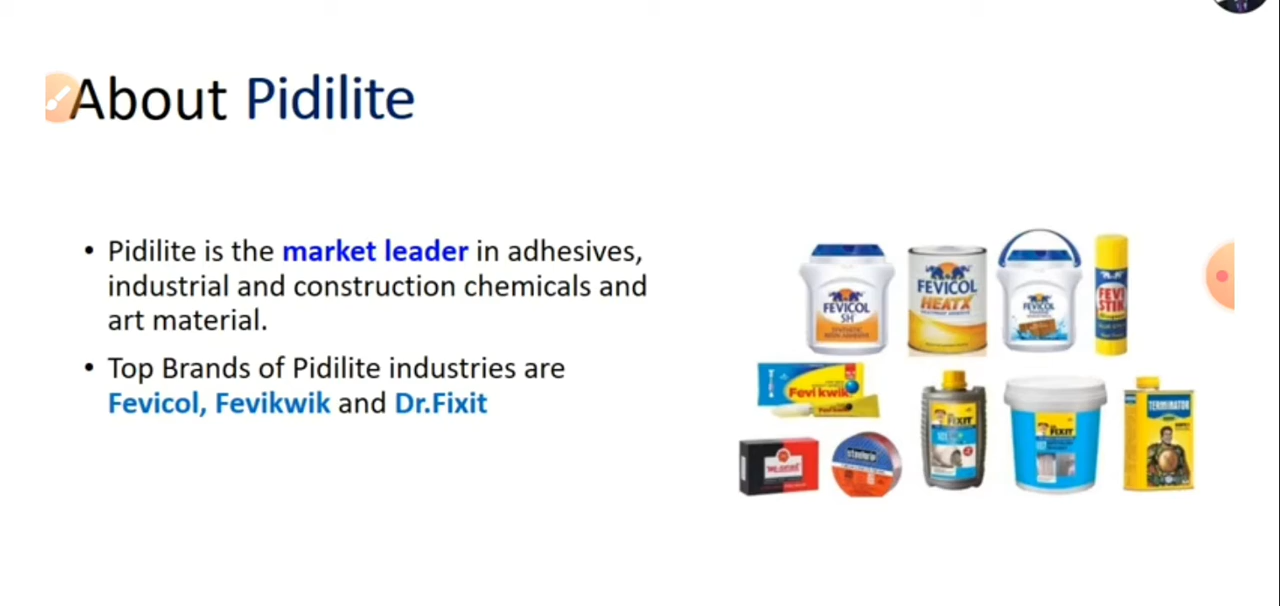 About Pidilite
• Pidilite is the market leader in adhesives,
industrial and construction chemicals and
art material.
• Top Brands of Pidilite industries are
Fevicol, Fevikwik and Dr.Fixit
FEVICOL
SH
FEVICOL
HEATX
FEVICOL
FEVI
STIK
Fevi kwik
FIXIT
FIXIT
steelgrip
TERMINATOR